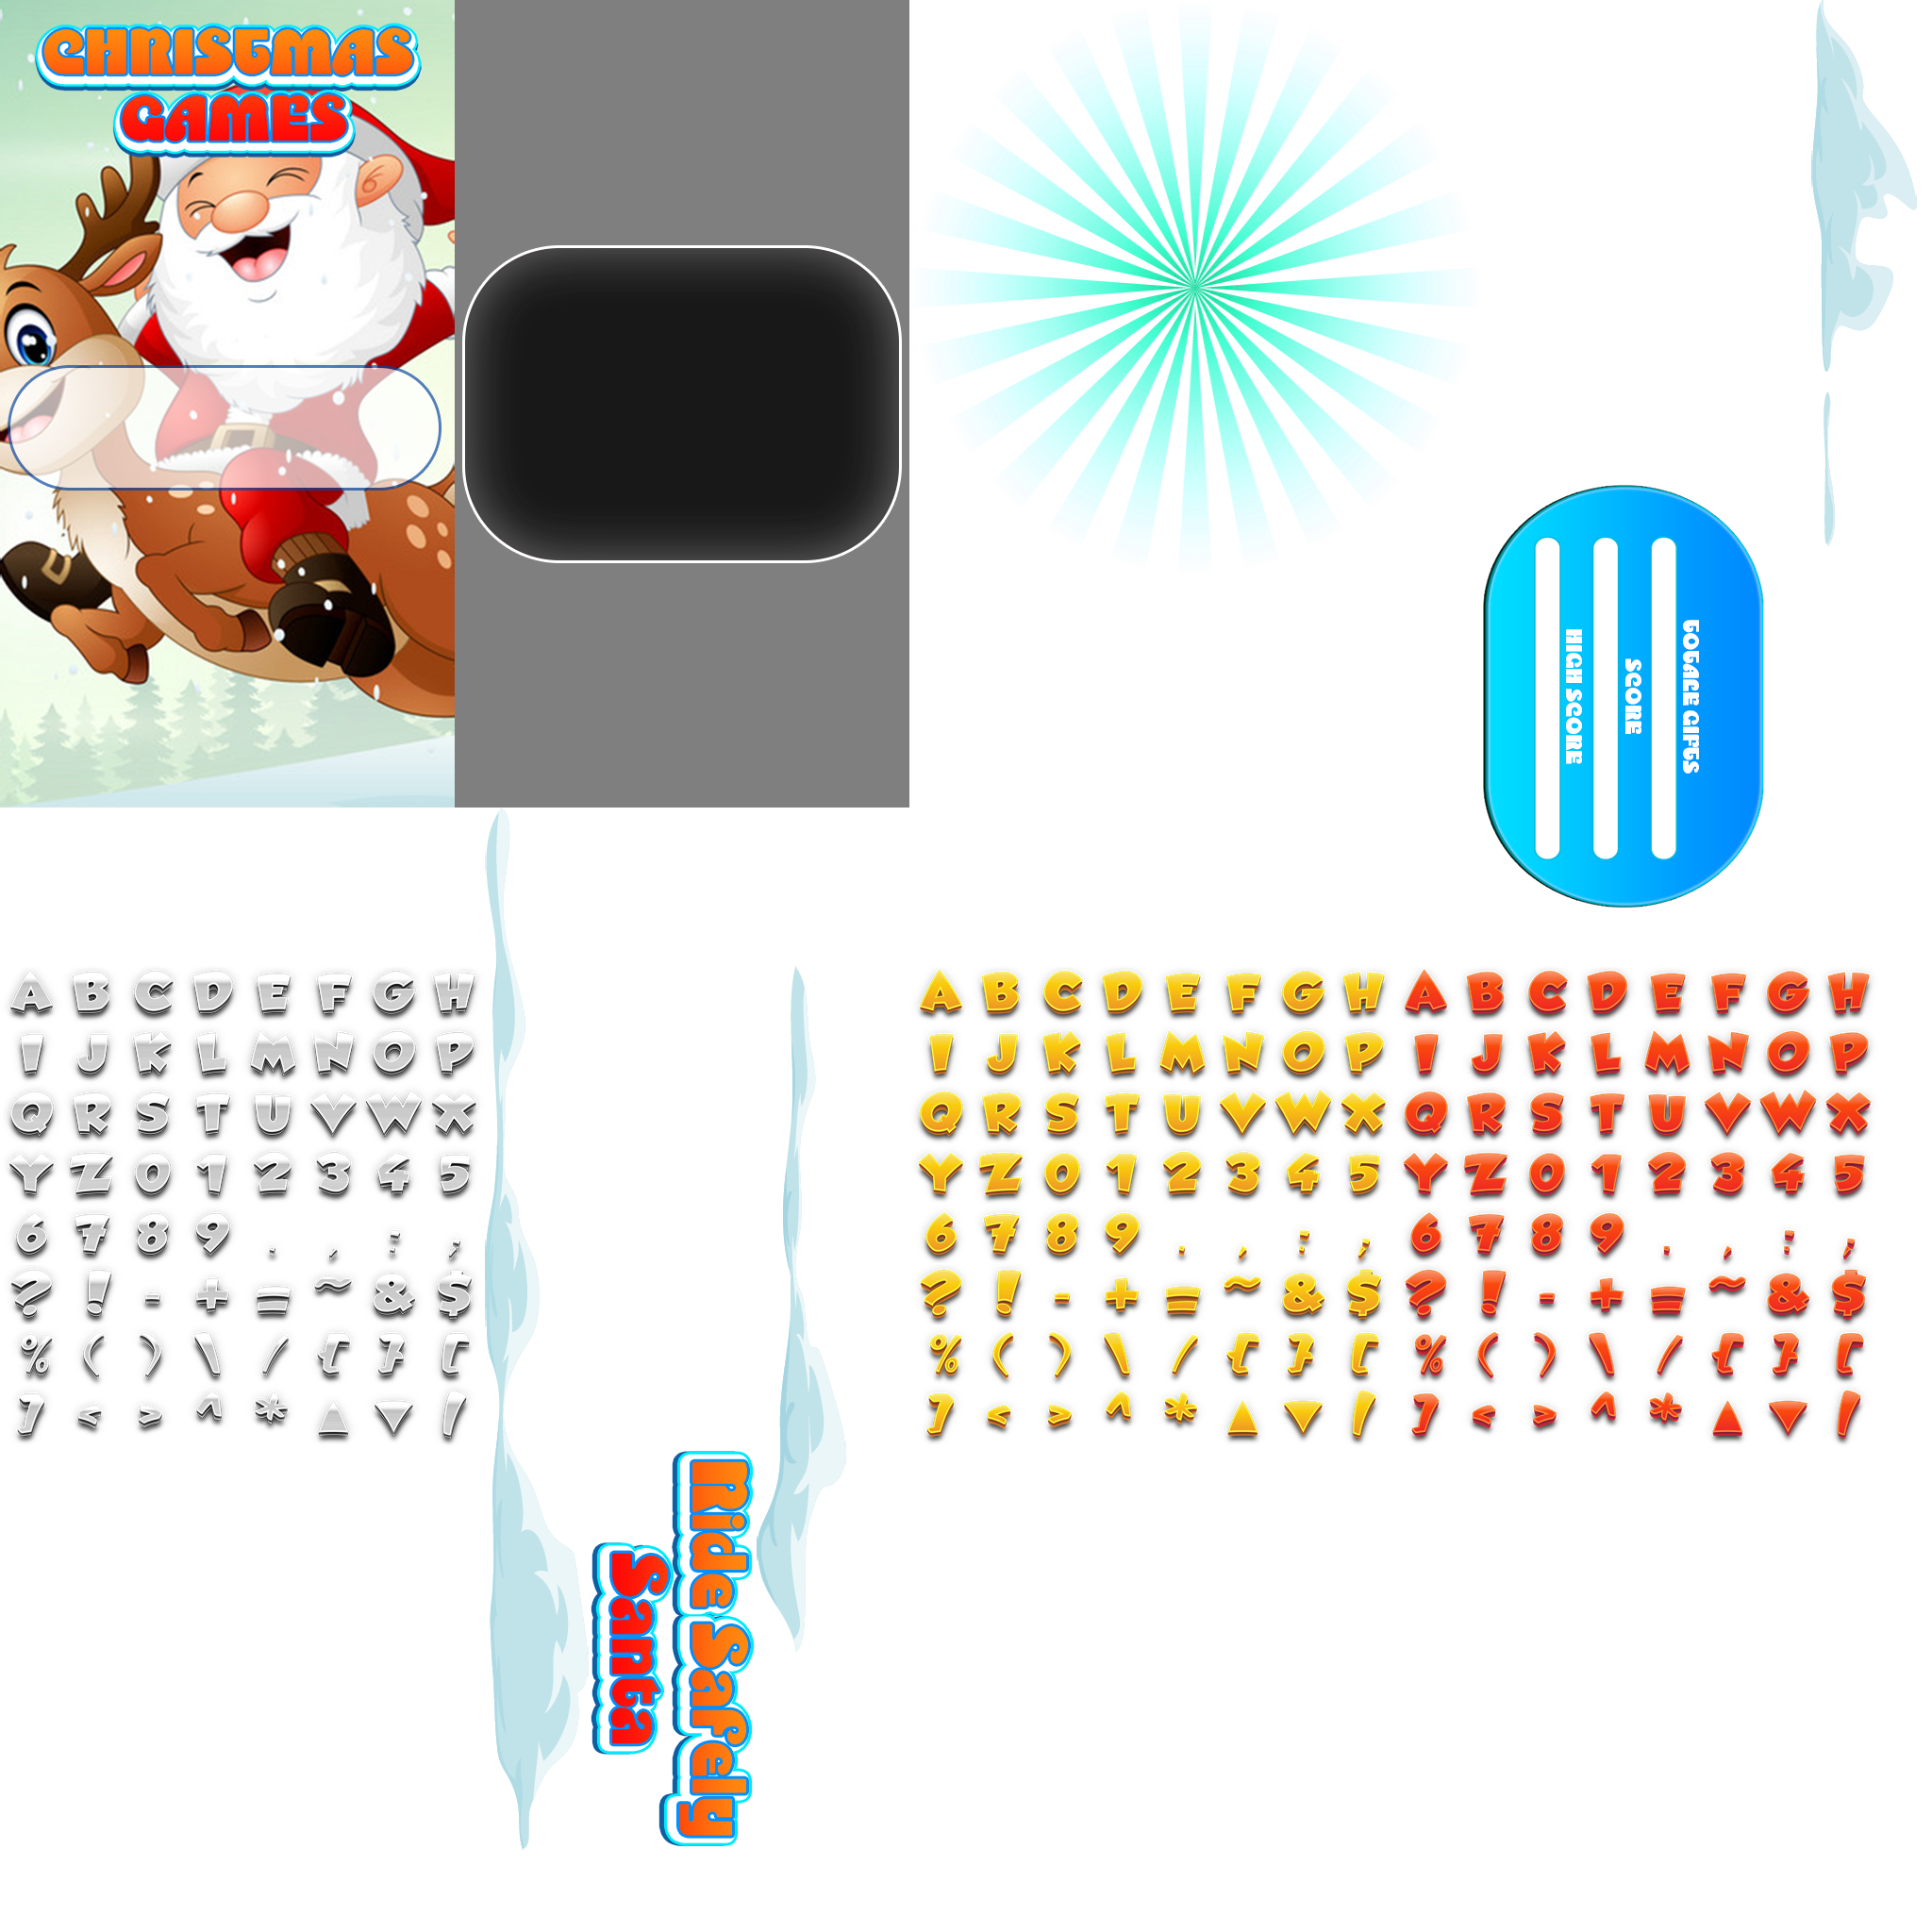 CHRISTMAS
GAMES
TOTALE GIFTS
SCORE
HIGH SCORE
A B C D E F G H
I J K L M N O P
Q R S T U V W X
Y Z 0 1 2 3 4 5
6 7 8 9 . , : ;
? ! - + = ~ & $
% ( ) \ / { } [
] < > ^ * ▲ ▼ |
A B C D E F G H
I J K L M N O P
Q R S T U V W X
Y Z 0 1 2 3 4 5
6 7 8 9 . , : ;
? ! - + = ~ & $
% ( ) \ / { } [
] < > ^ * ▲ ▼ |
A B C D E F G H
I J K L M N O P
Q R S T U V W X
Y Z 0 1 2 3 4 5
6 7 8 9 . , : ;
? ! - + = ~ & $
% ( ) \ / { } [
] < > ^ * ▲ ▼ |
Ride Safely
Santa